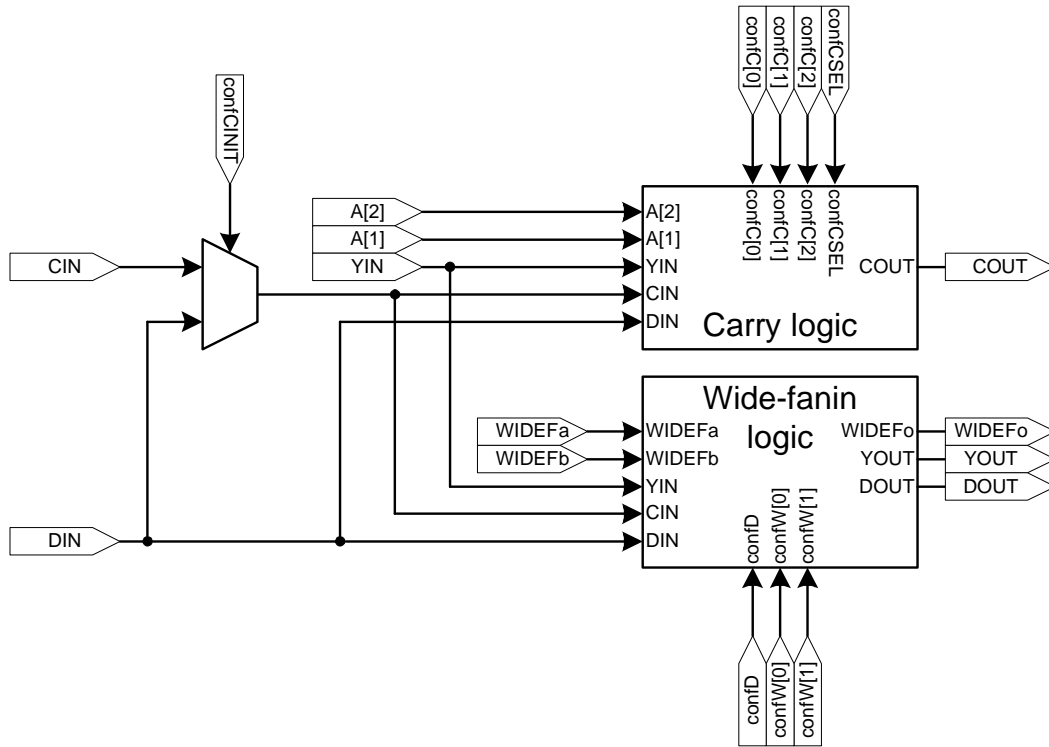 confC[0]
confC[1]
confC[2]
confCSEL
confCINIT
A[2]
A[1]
YIN
CIN
DIN
A[2]
A[1]
YIN
CIN
DIN
confC[0]
confC[1]
confC[2]
confCSEL
COUT
Carry logic
COUT
WIDEFa
WIDEFb
Wide-fanin
logic
WIDEFa
WIDEFb
YIN
CIN
DIN
WIDEFo
YOUT
DOUT
confD
confW[0]
confW[1]
WIDEFo
YOUT
DOUT
confD
confW[0]
confW[1]